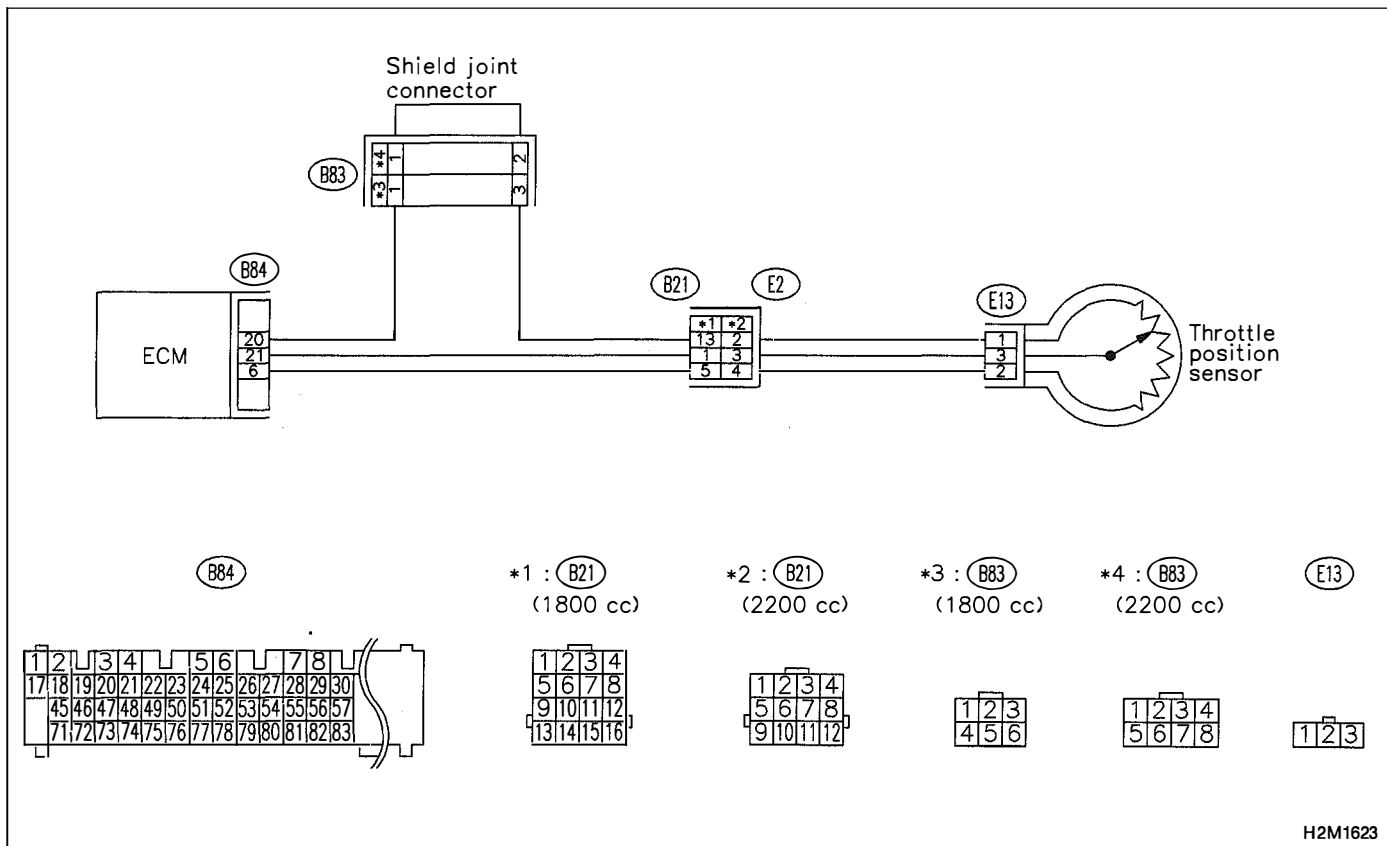 Shield joint
connector
B83
*4 1 2
*3 1 3
B84
B21 E2
E13
ECM
20
21
6
*1 *2
13 2
1 3
5 4
1
3
2
Throttle
position
sensor
B84
*1 : B21
(1800 cc)
*2 : B21
(2200 cc)
*3 : B83
(1800 cc)
*4 : B83
(2200 cc)
E13
1 2 3 4 5 6 7 8
17 18 19 20 21 22 23 24 25 26 27 28 29 30
45 46 47 48 49 50 51 52 53 54 55 56 57
71 72 73 74 75 76 77 78 79 80 81 82 83
1 2 3 4
5 6 7 8
9 10 11 12
13 14 15 16
1 2 3 4
5 6 7 8
9 10 11 12
1 2 3
4 5 6
1 2 3 4
5 6 7 8
1 2 3
H2M1623